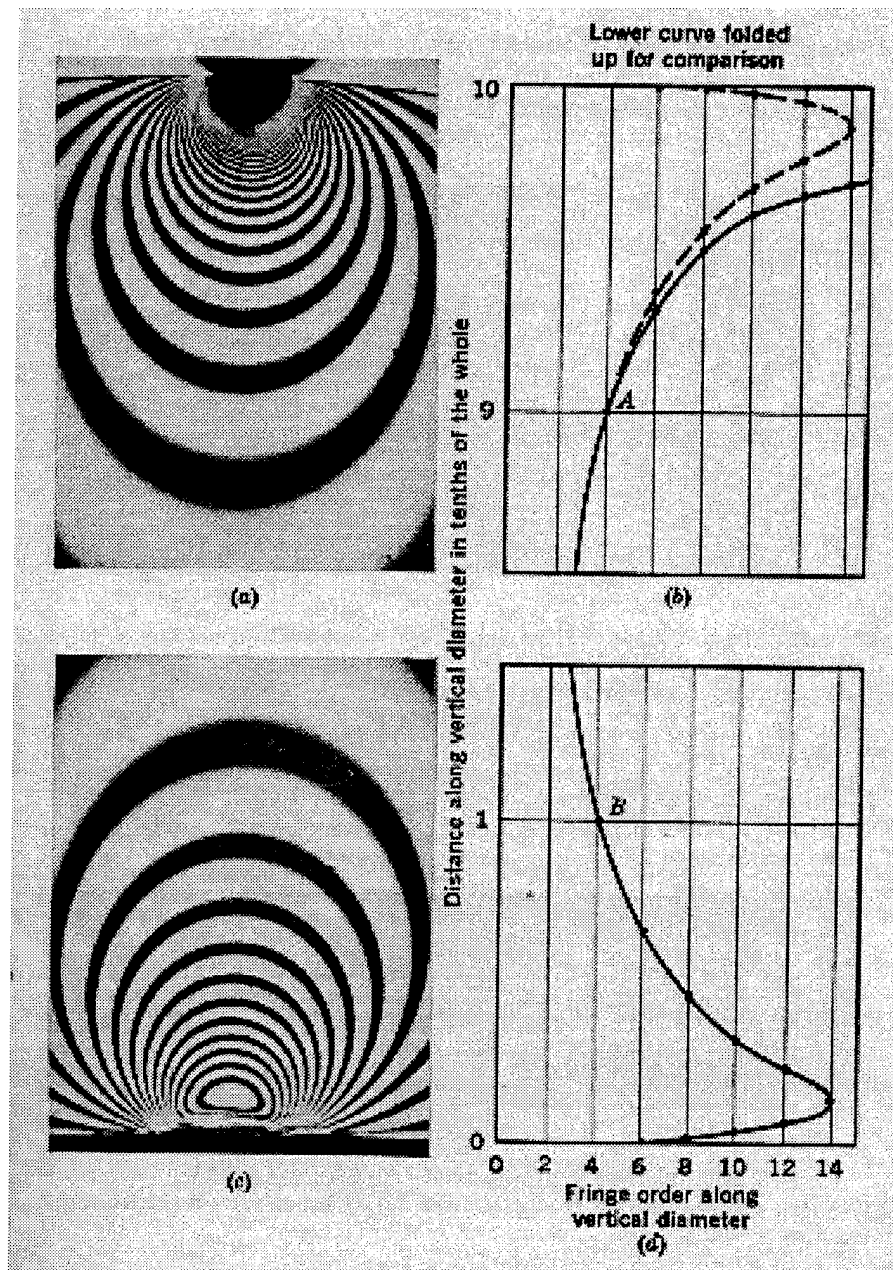 Lower curve folded
up for comparison
10
9
A
(a)
(b)
Distance along vertical diameter in tenths of the whole
1
B
0
0 2 4 6 8 10 12 14
Fringe order along
vertical diameter
(c)
(d)